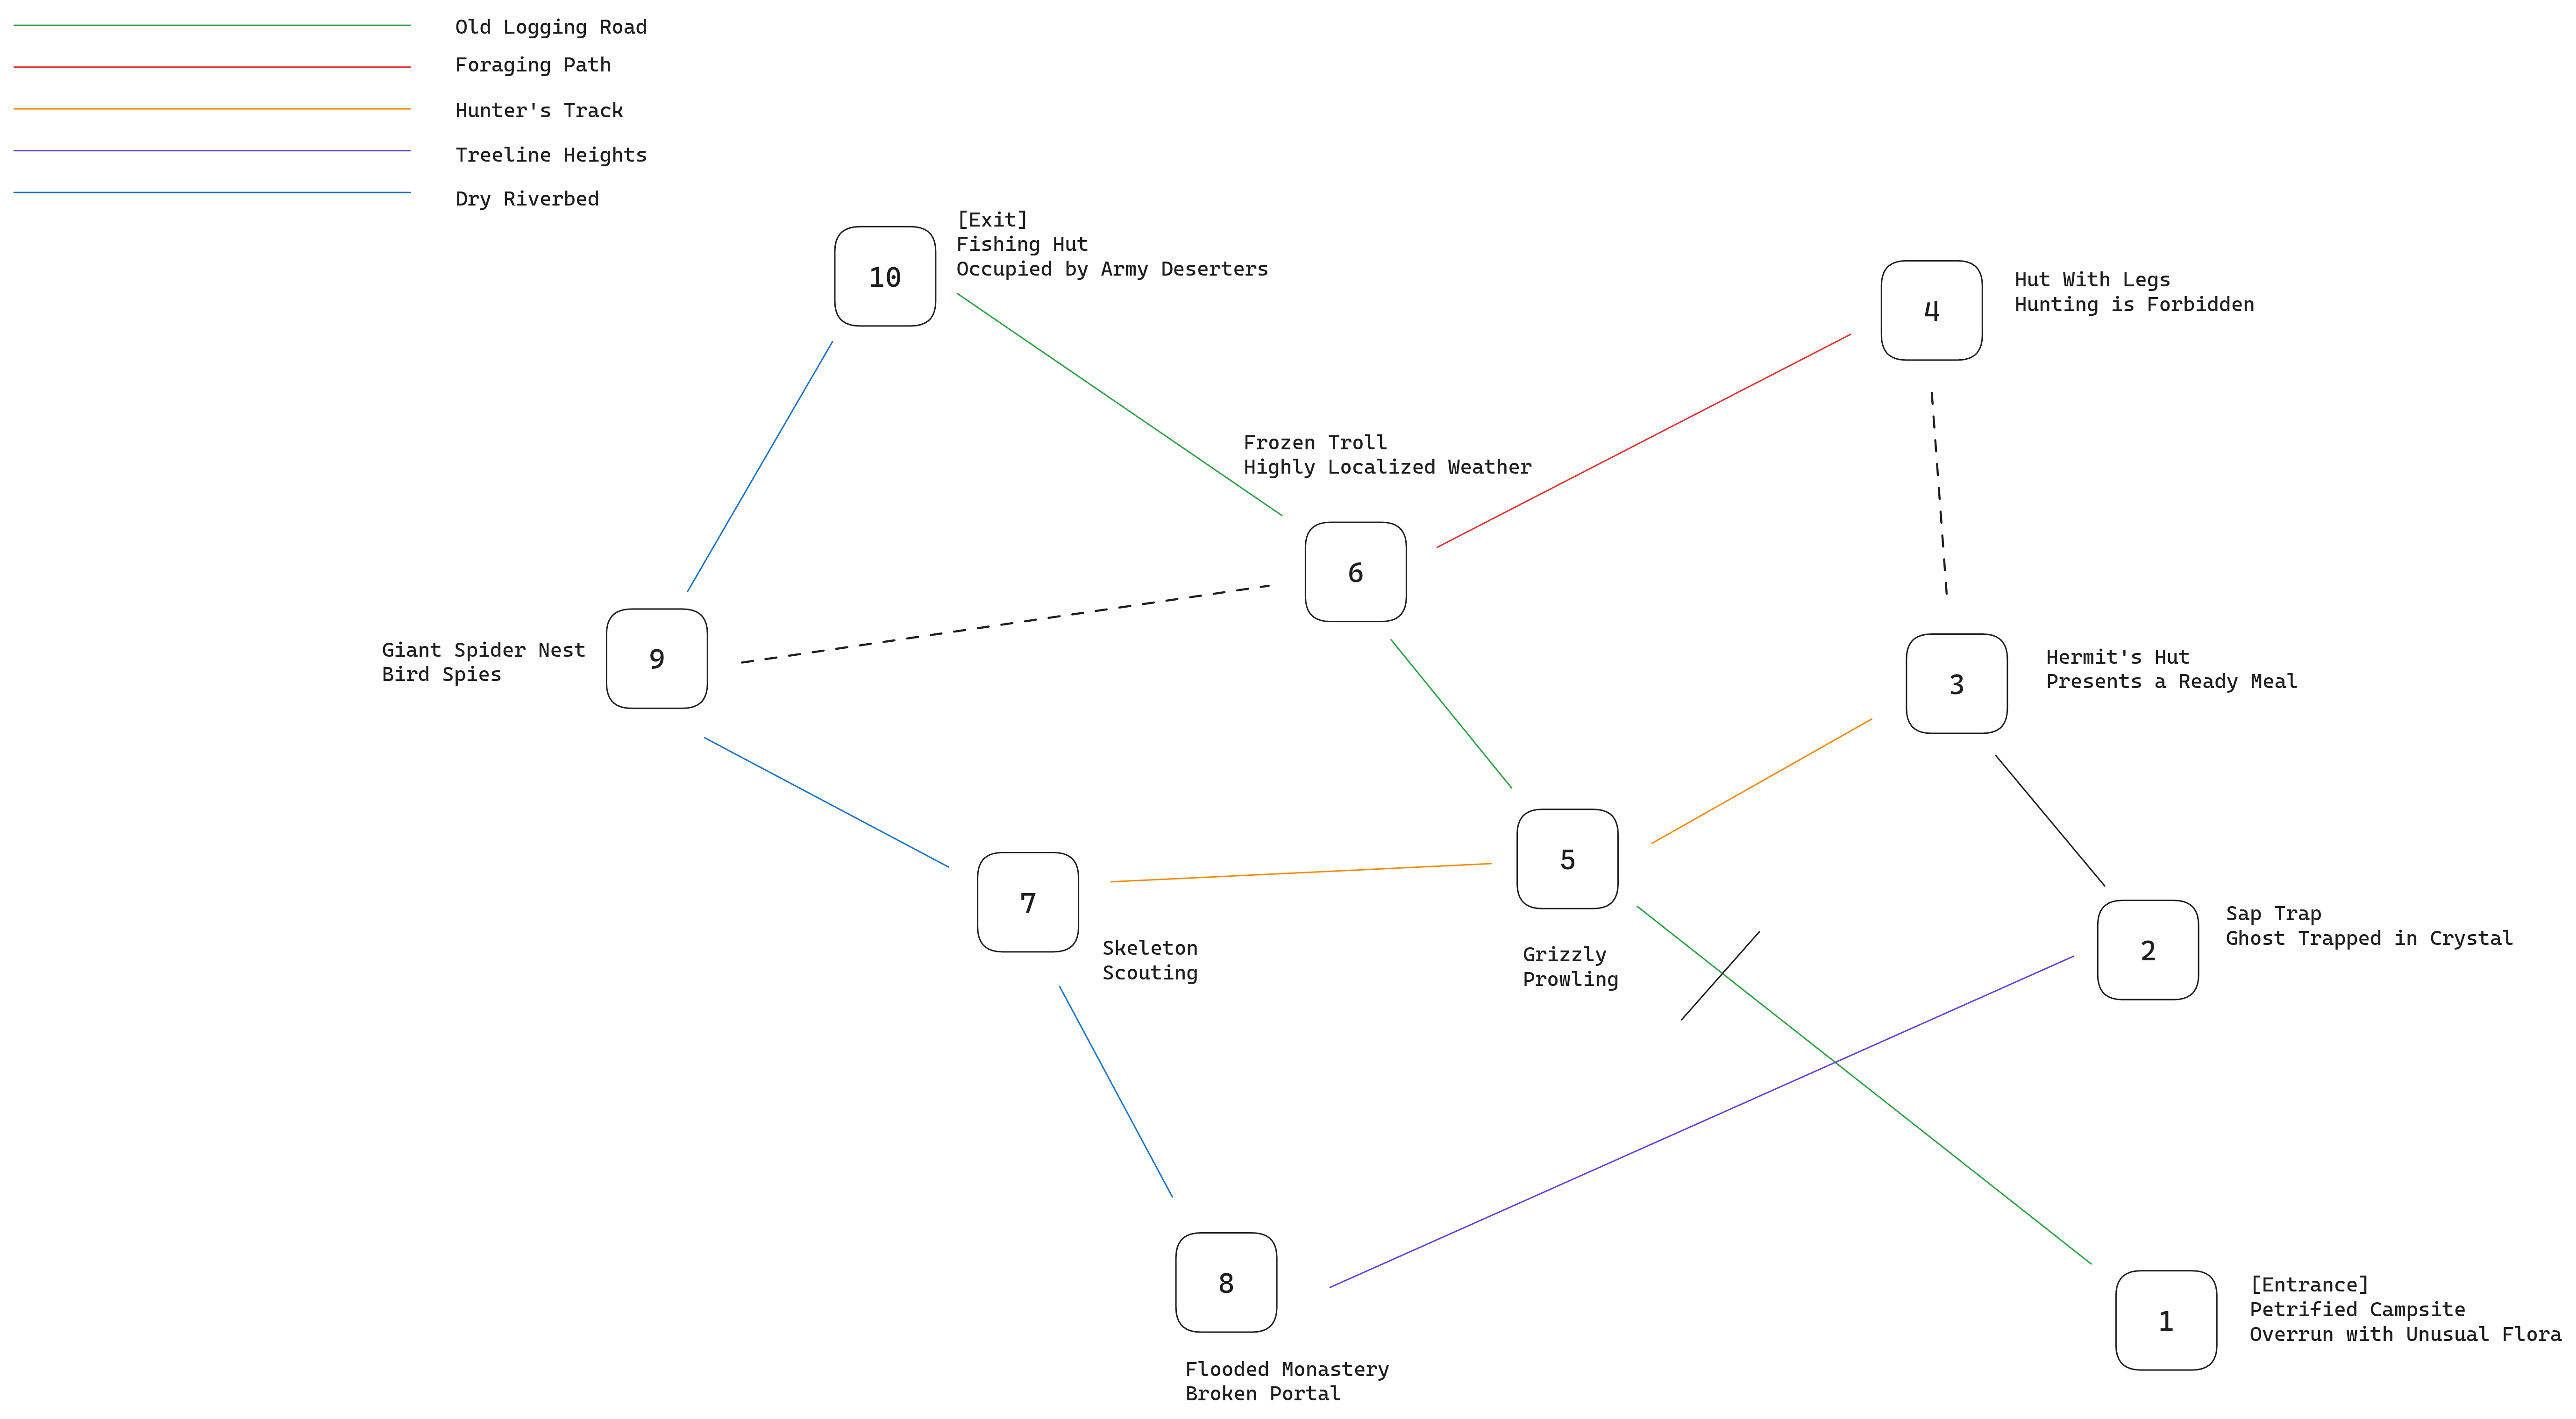 Old Logging Road
Foraging Path
Hunter's Track
Treeline Heights
Dry Riverbed
10
[Exit]
Fishing Hut
Occupied by Army Deserters
4
Hut With Legs
Hunting is Forbidden
Frozen Troll
Highly Localized Weather
6
Giant Spider Nest
Bird Spies
9
3
Hermit's Hut
Presents a Ready Meal
7
Skeleton
Scouting
5
Grizzly
Prowling
2
Sap Trap
Ghost Trapped in Crystal
8
Flooded Monastery
Broken Portal
1
[Entrance]
Petrified Campsite
Overrun with Unusual Flora